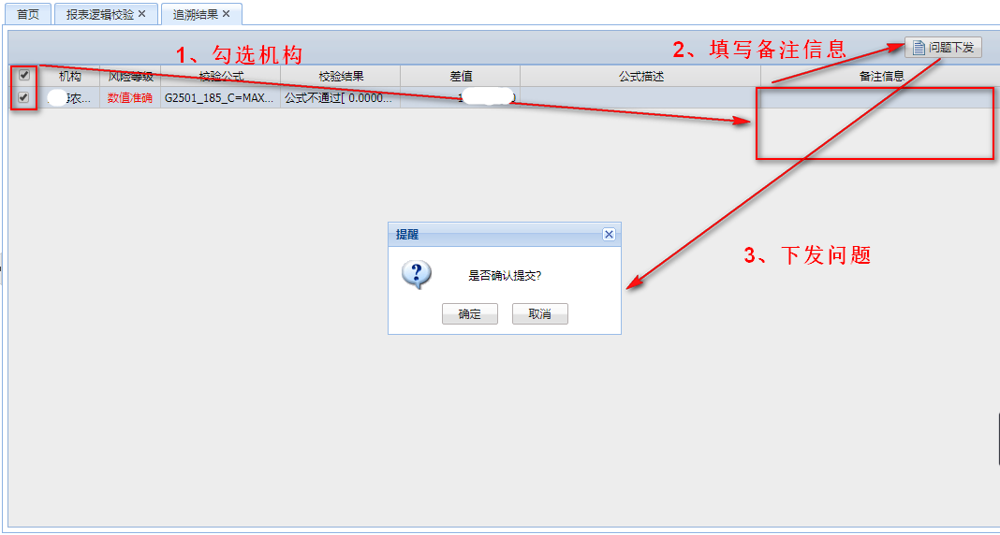 首页 报表逻辑校验 追溯结果
1、勾选机构
2、填写备注信息
问题下发
机构 风险等级 校验公式 校验结果 差值 公式描述 备注信息
农... 数值准确 G2501_185_C=MAX... 公式不通过[ 0.0000...
提醒
3、下发问题
是否确认提交?
确定 取消